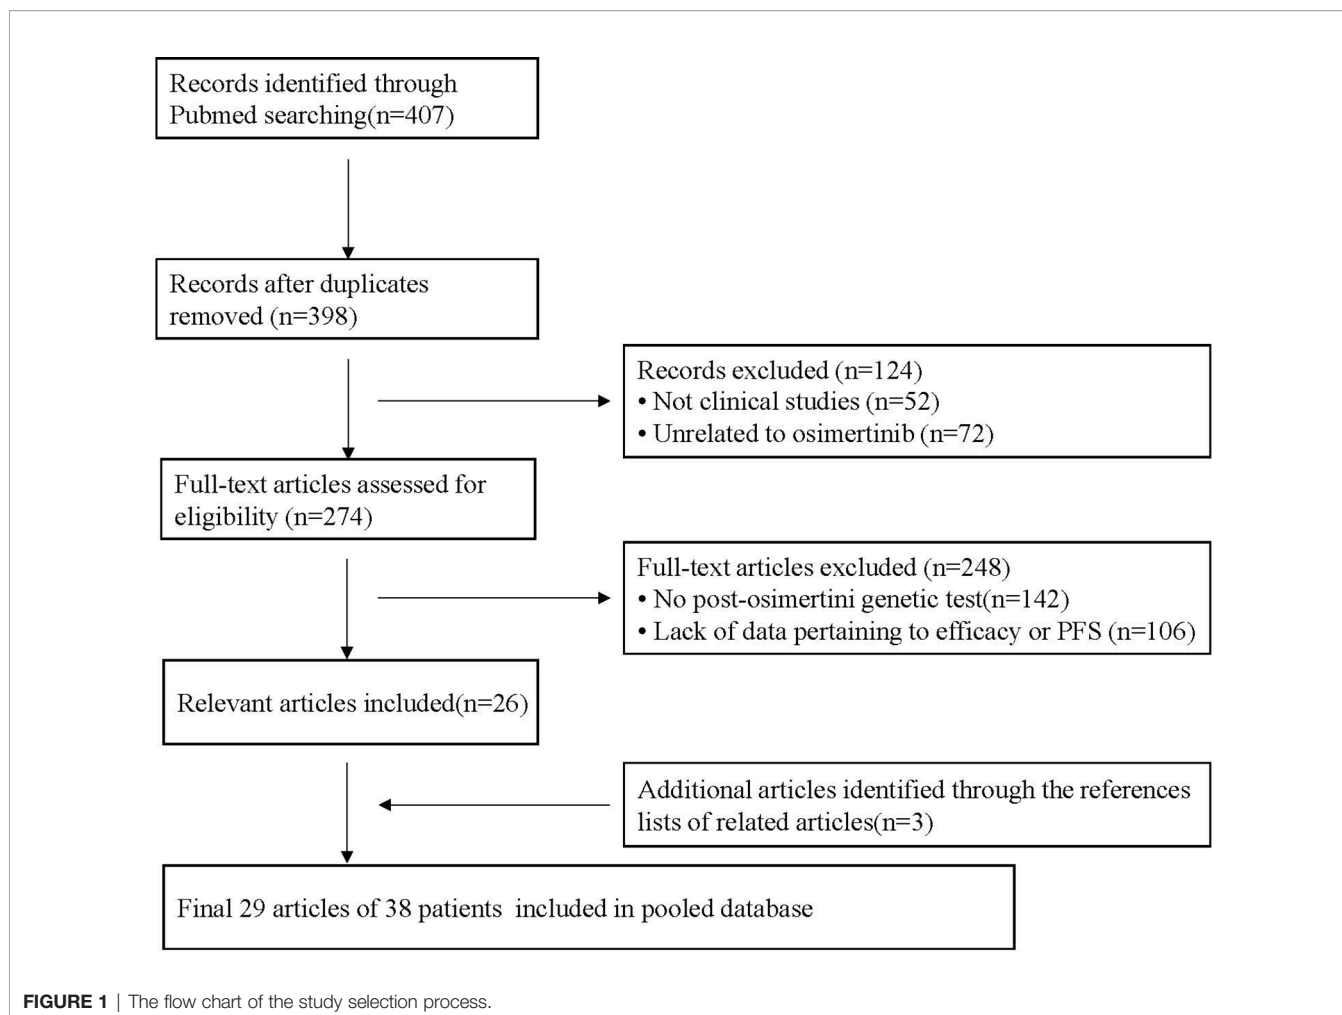 Records identified through
Pubmed searching(n=407)
Records after duplicates
removed (n=398)
Records excluded (n=124)
• Not clinical studies (n=52)
• Unrelated to osimertinib (n=72)
Full-text articles assessed for
eligibility (n=274)
Full-text articles excluded (n=248)
• No post-osimertini genetic test(n=142)
• Lack of data pertaining to efficacy or PFS (n=106)
Relevant articles included(n=26)
Additional articles identified through the references
lists of related articles(n=3)
Final 29 articles of 38 patients included in pooled database
FIGURE 1 | The flow chart of the study selection process.